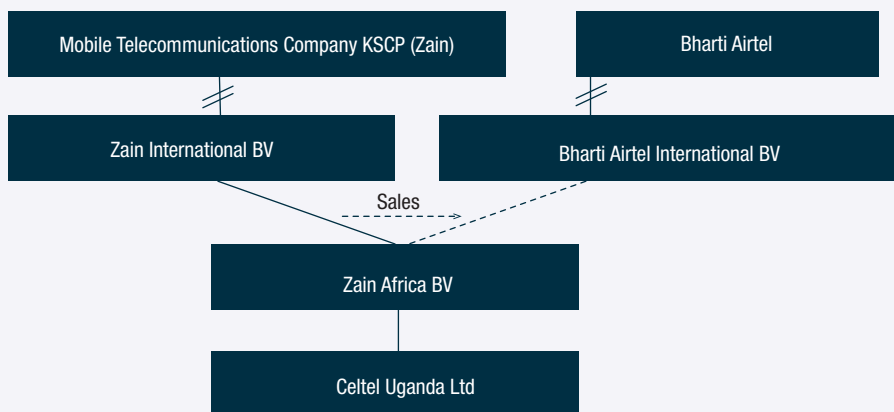 Mobile Telecommunications Company KSCP (Zain)
Bharti Airtel
Zain International BV
Bharti Airtel International BV
Sales
Zain Africa BV
Celtel Uganda Ltd